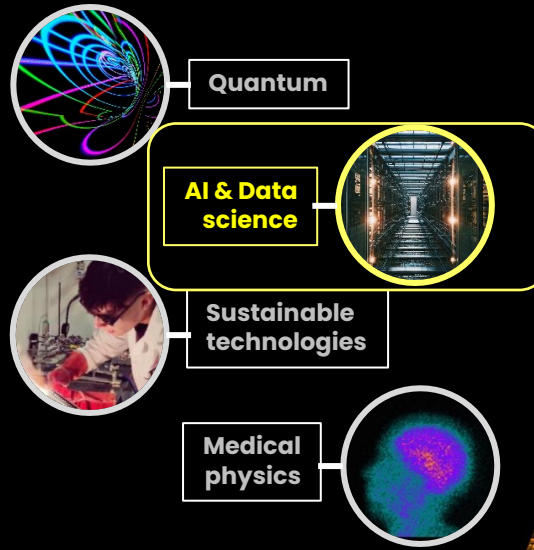 Quantum
AI & Data
science
Sustainable
technologies
Medical
physics